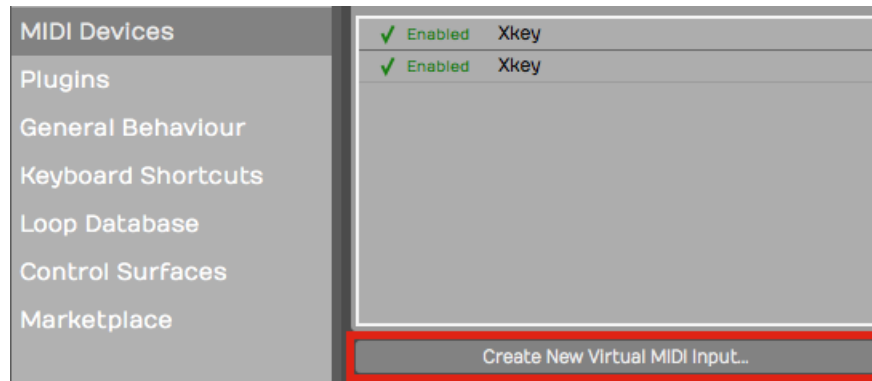 MIDI Devices
Plugins
General Behaviour
Keyboard Shortcuts
Loop Database
Control Surfaces
Marketplace
Enabled Xkey
Enabled Xkey
Create New Virtual MIDI Input...